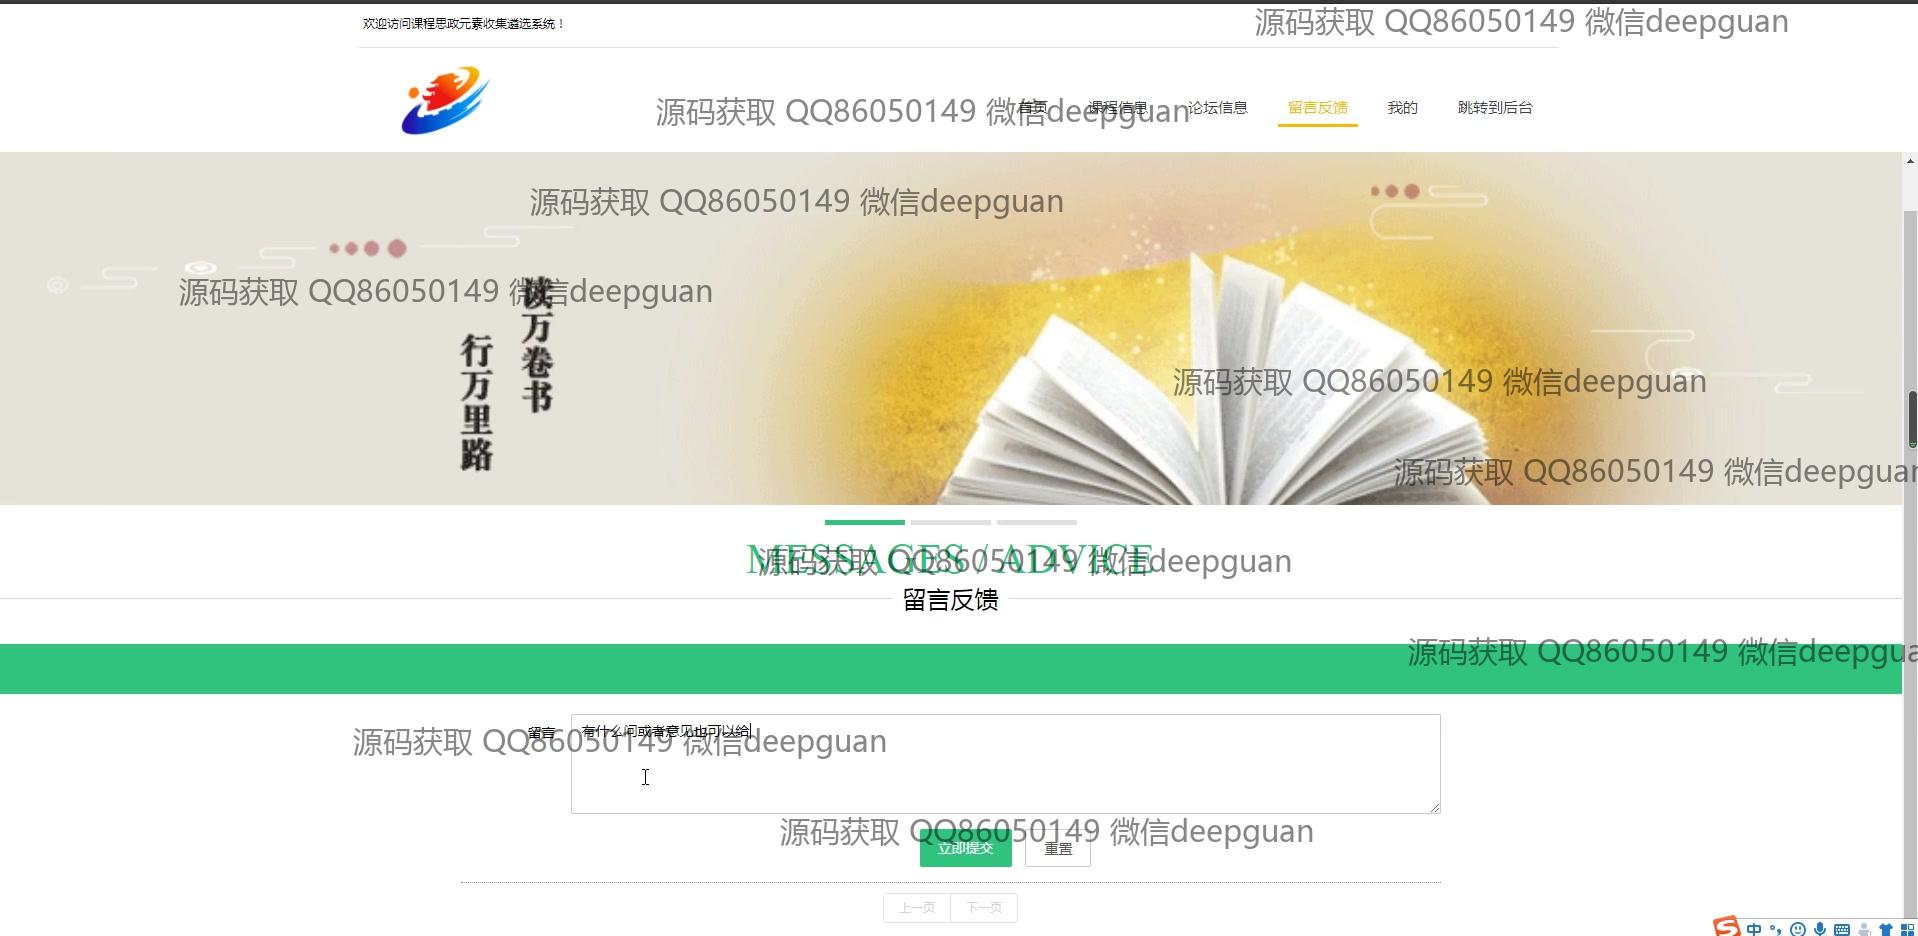 欢迎访问课程思政元素收集遴选系统！
源码获取 QQ86050149 微信deepguan
首页 课程信息 论坛信息 留言反馈 我的 跳转到后台
源码获取 QQ86050149 微信deepguan
源码获取 QQ86050149 微信deepguan
源码获取 QQ86050149 微信deepguan
读万卷书
行万里路
源码获取 QQ86050149 微信deepguan
源码获取 QQ86050149 微信deepguan
MESSAGES / ADVICE
源码获取 QQ86050149 微信deepguan
留言反馈
源码获取 QQ86050149 微信deepgua
留言 有什么问或者意见也可以给
源码获取 QQ86050149 微信deepguan
源码获取 QQ86050149 微信deepguan
立即提交 重置
上一页 下一页
中